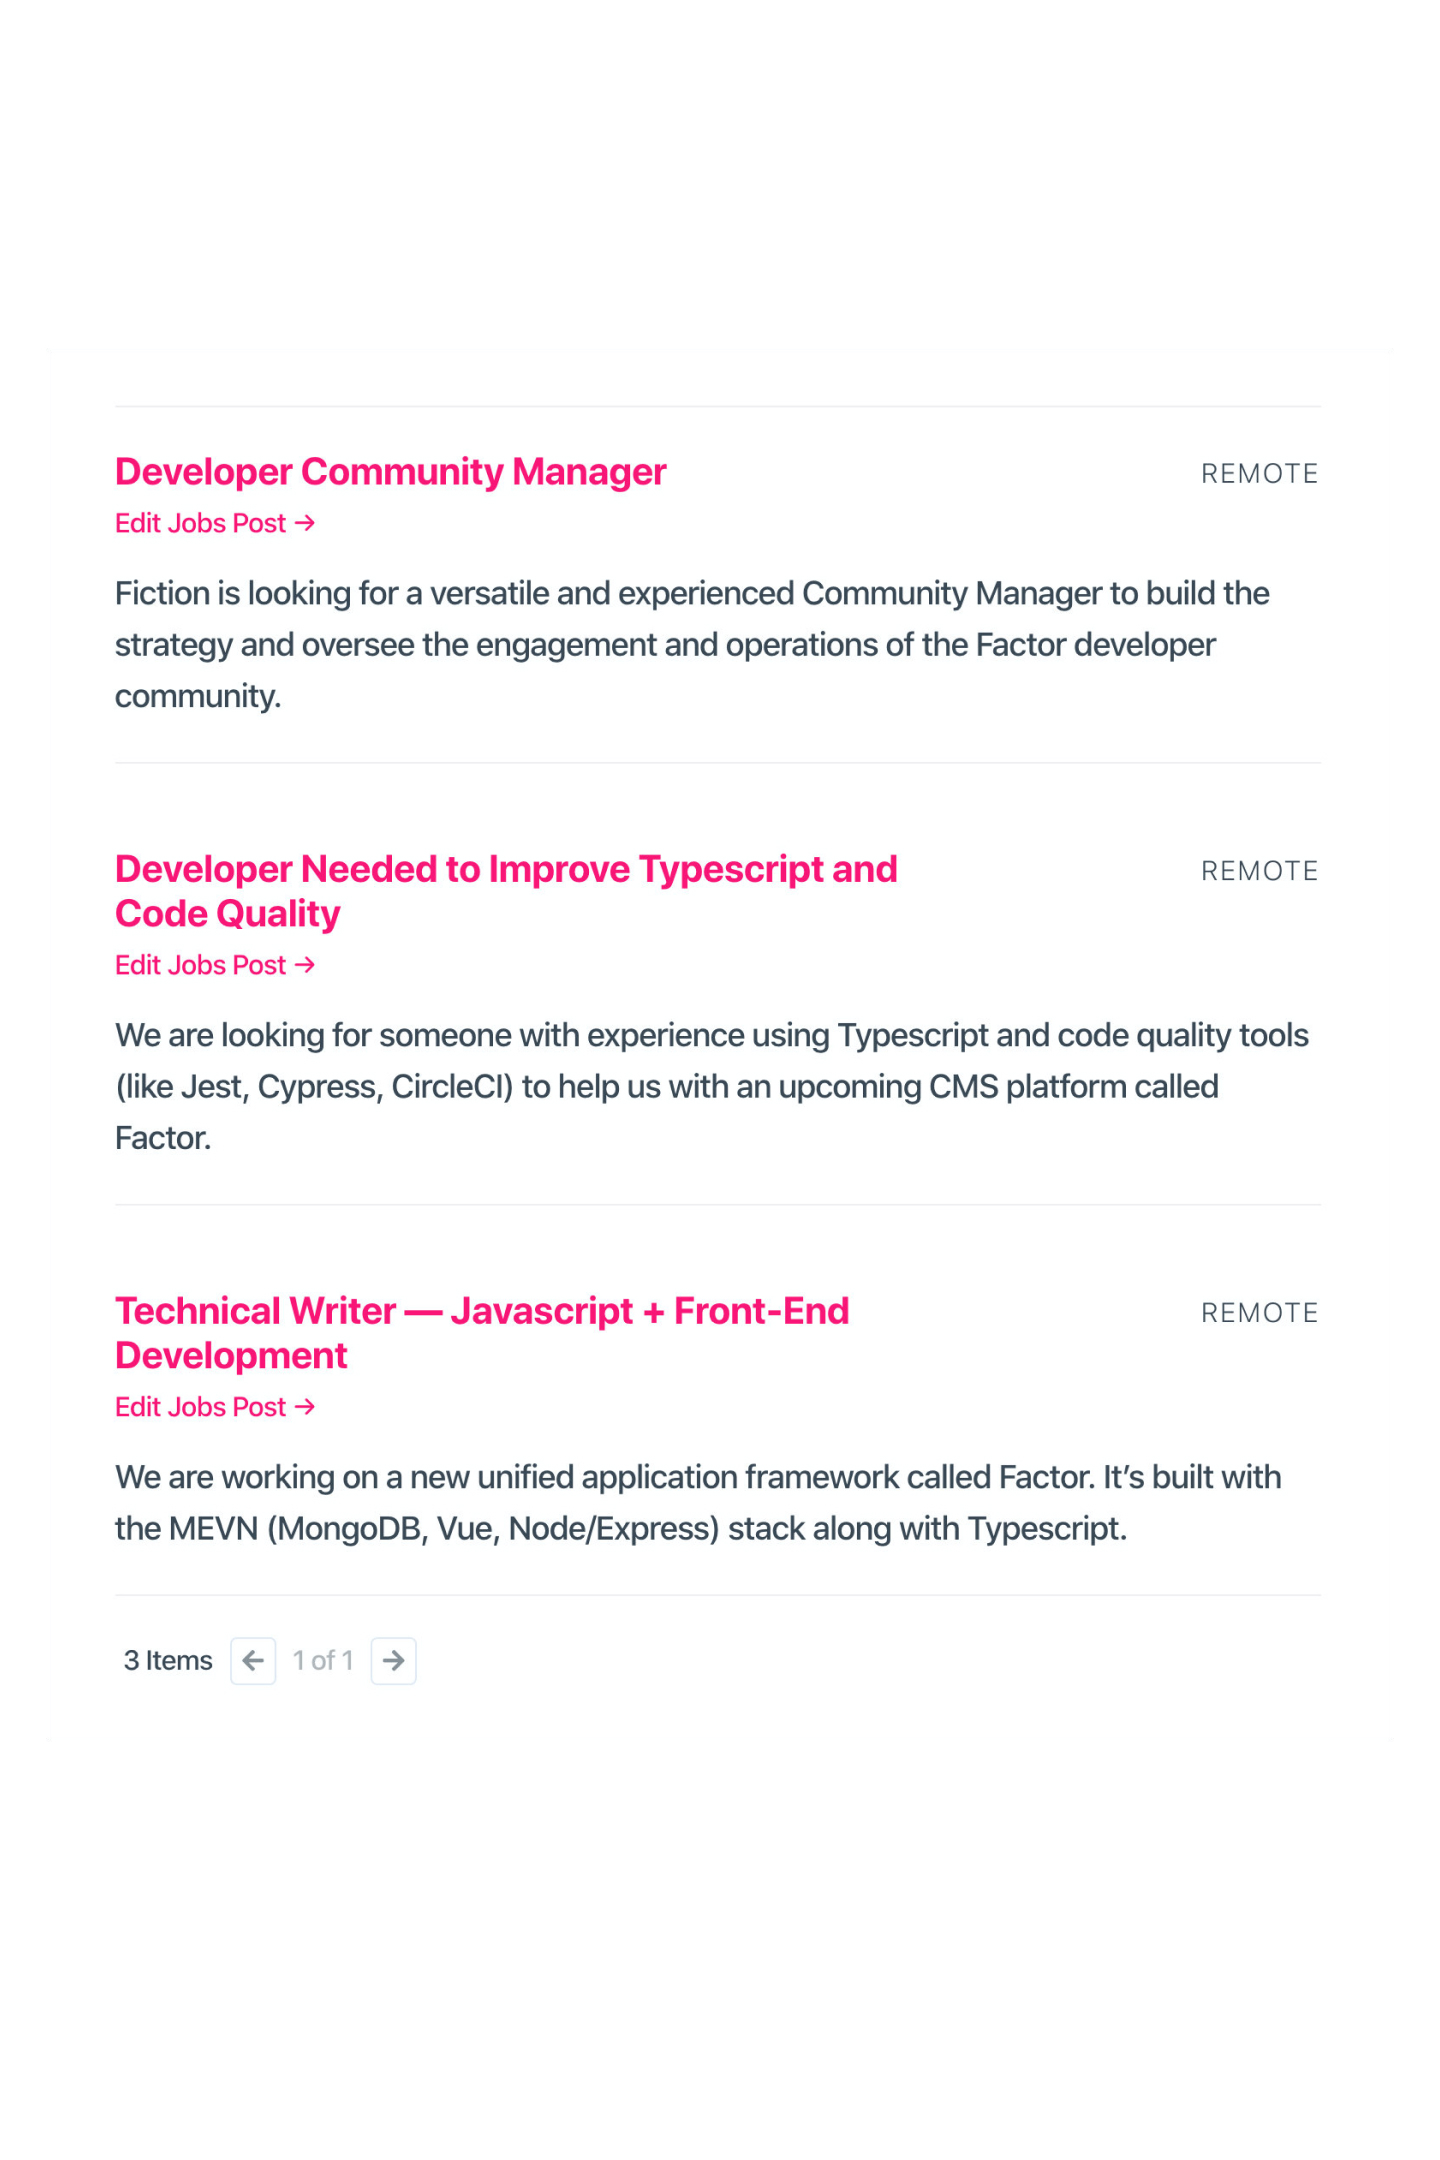 Developer Community Manager
REMOTE
Edit Jobs Post →
Fiction is looking for a versatile and experienced Community Manager to build the
strategy and oversee the engagement and operations of the Factor developer
community.
Developer Needed to Improve Typescript and
REMOTE
Code Quality
Edit Jobs Post →
We are looking for someone with experience using Typescript and code quality tools
(like Jest, Cypress, CircleCI) to help us with an upcoming CMS platform called
Factor.
Technical Writer — Javascript + Front-End
REMOTE
Development
Edit Jobs Post →
We are working on a new unified application framework called Factor. It’s built with
the MEVN (MongoDB, Vue, Node/Express) stack along with Typescript.
3 Items ← 1 of 1 →